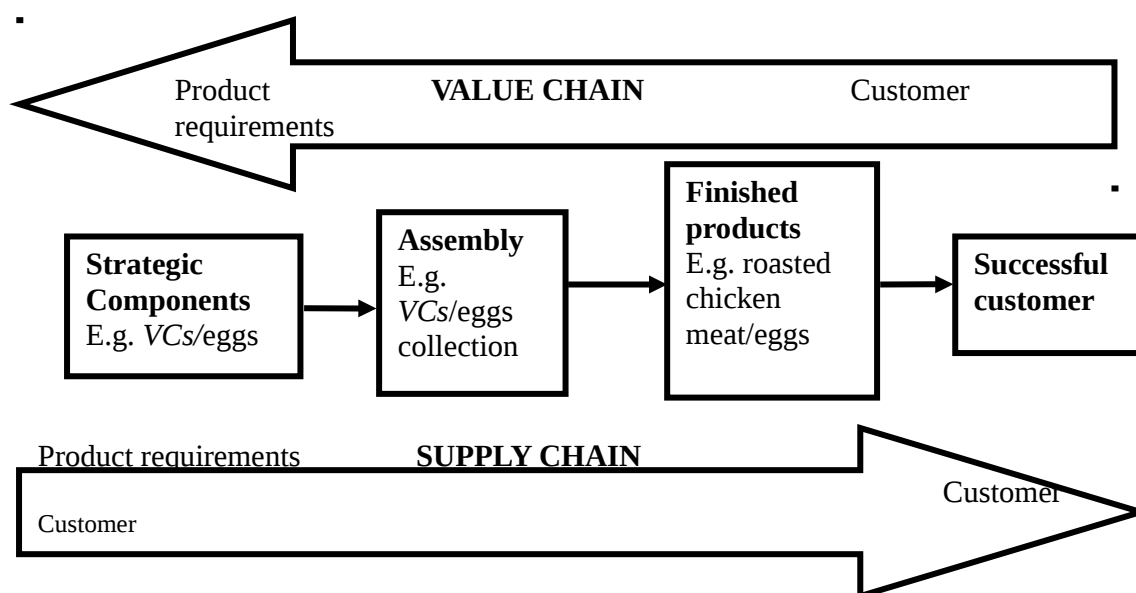 Product
requirements
VALUE CHAIN
Customer
Strategic
Components
E.g. VCs/eggs
Assembly
E.g.
VCs/eggs
collection
Finished
products
E.g. roasted
chicken
meat/eggs
Successful
customer
Product requirements
SUPPLY CHAIN
Customer
Customer